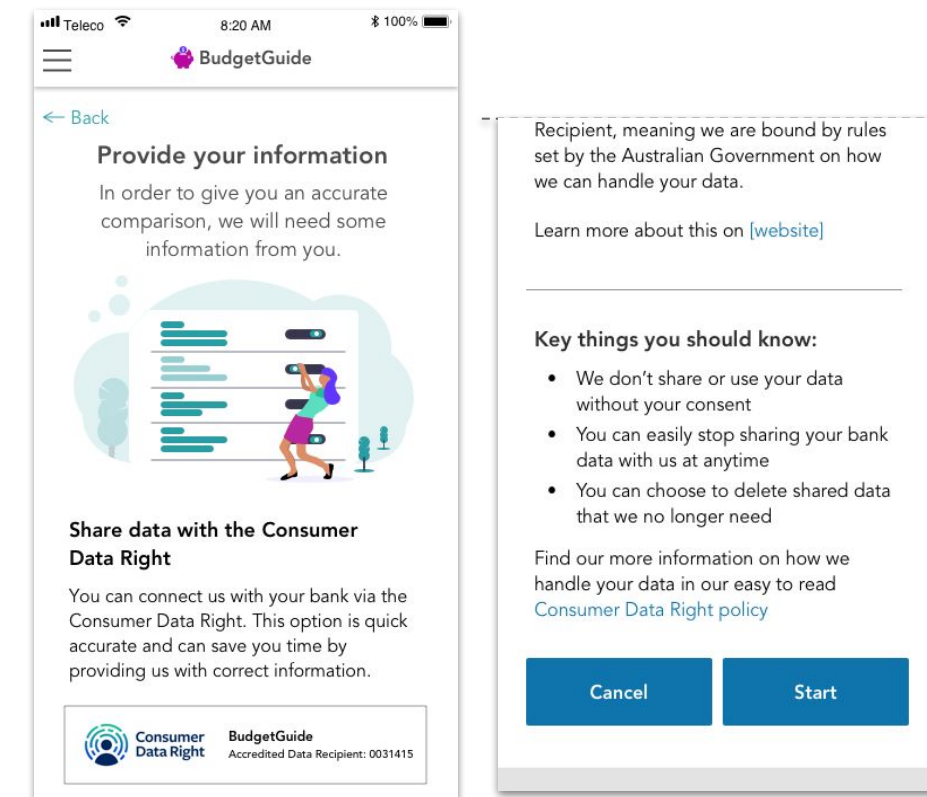 Teleco 8:20 AM 100%
BudgetGuide
← Back
Provide your information
In order to give you an accurate
comparison, we will need some
information from you.
Share data with the Consumer
Data Right
You can connect us with your bank via the
Consumer Data Right. This option is quick
accurate and can save you time by
providing us with correct information.
Consumer
Data Right
BudgetGuide
Accredited Data Recipient: 0031415
Recipient, meaning we are bound by rules
set by the Australian Government on how
we can handle your data.
Learn more about this on [website]
Key things you should know:
• We don't share or use your data
without your consent
• You can easily stop sharing your bank
data with us at anytime
• You can choose to delete shared data
that we no longer need
Find our more information on how we
handle your data in our easy to read
Consumer Data Right policy
Cancel Start